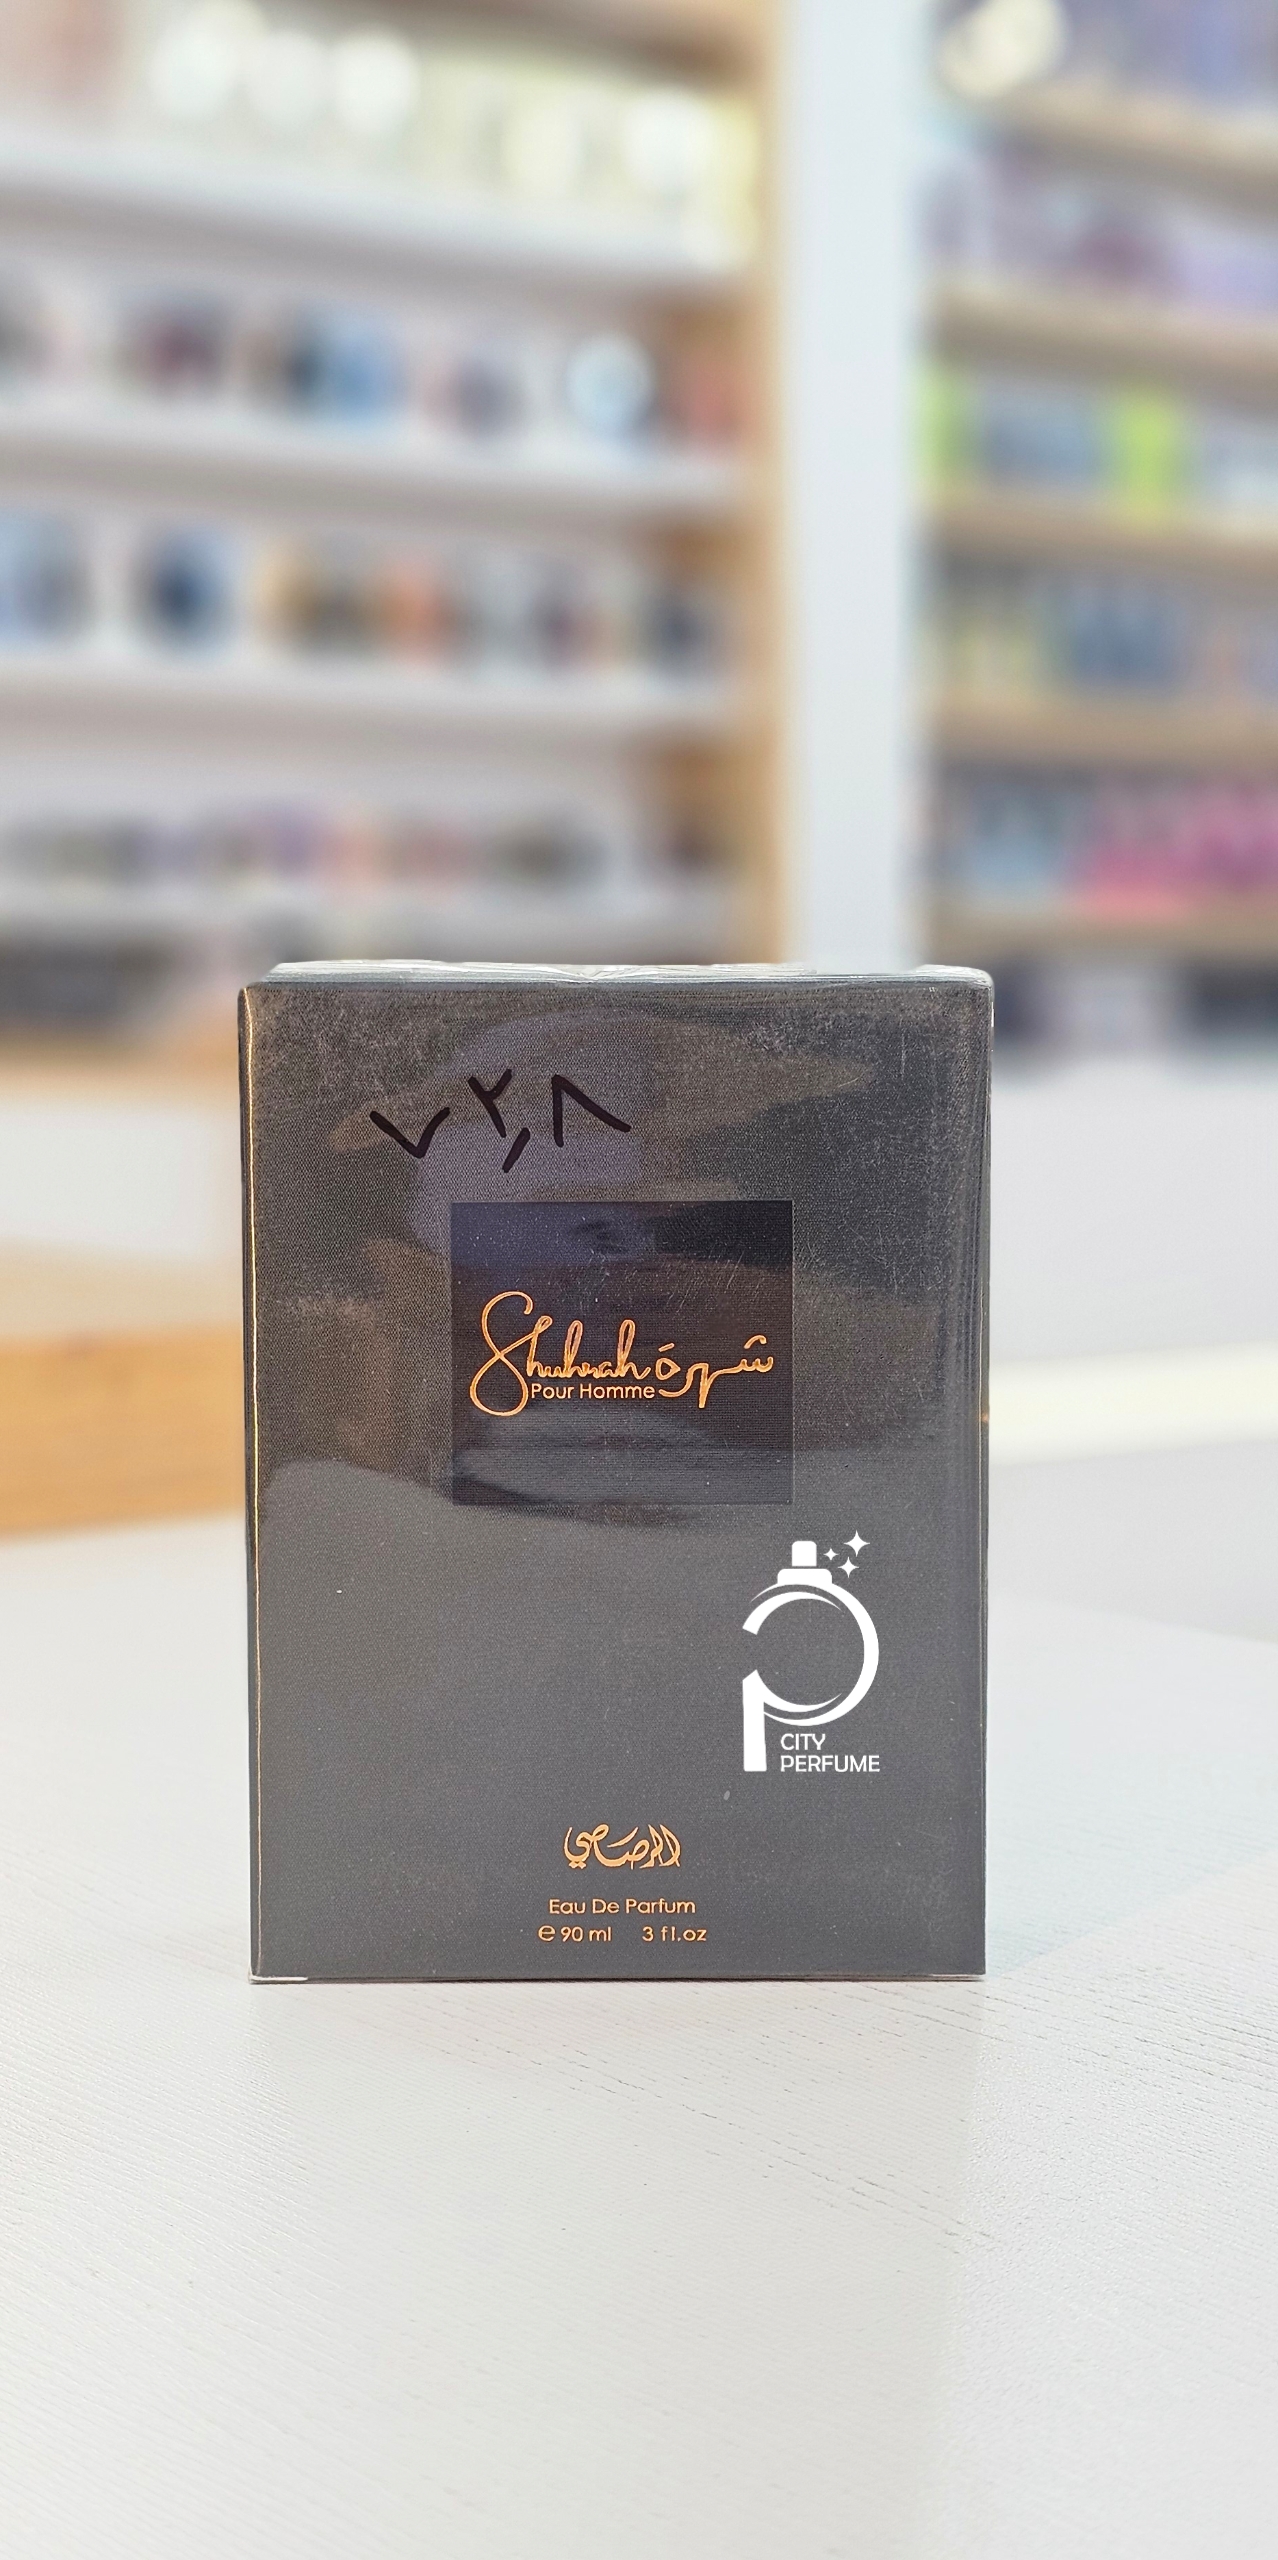 ٧٢,٨
Shuhrah شهرة
Pour Homme
CITY
PERFUME
الرصاصي
Eau De Parfum
e 90 ml 3 fl.oz